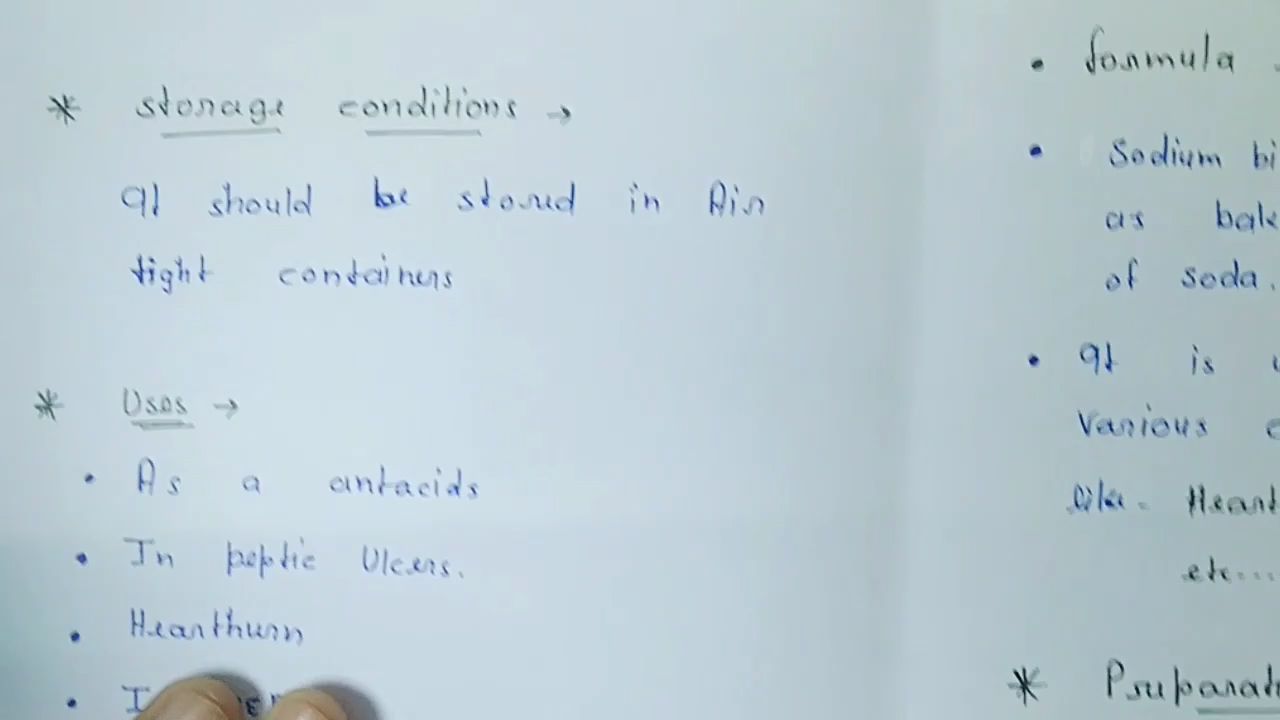 * Storage conditions →
It should be stored in Air
tight containers
* Uses →
• As a antacids
• In peptic Ulcers.
• Heartburn
• formula
• Sodium bi
as bak
of soda.
• It is
Various
like - Heart
etc....
* Preparat